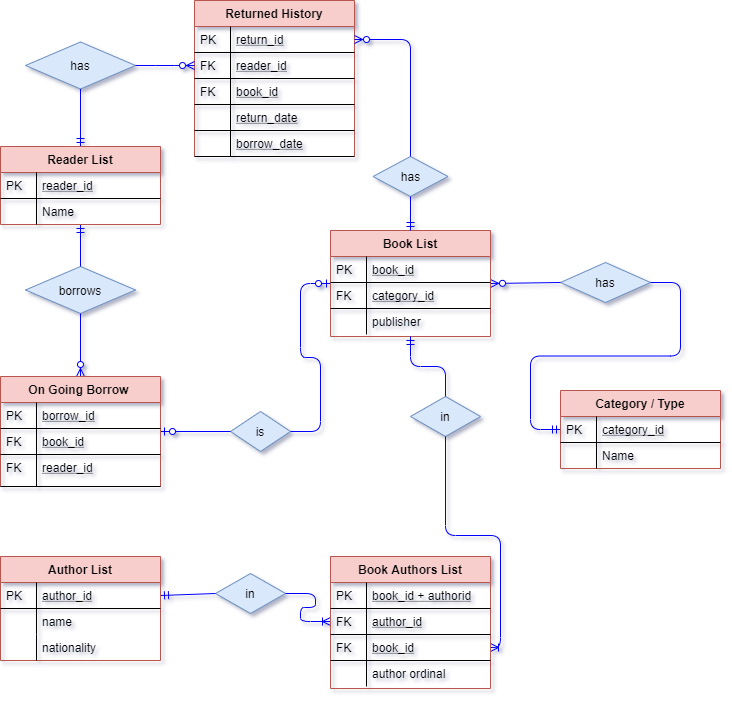 Returned History
PK return_id
has
FK reader_id
FK book_id
return_date
borrow_date
Reader List
PK reader_id
Name
has
Book List
PK book_id
FK category_id
publisher
has
borrows
On Going Borrow
PK borrow_id
FK book_id
FK reader_id
is
in
Category / Type
PK category_id
Name
Author List
PK author_id
name
nationality
in
Book Authors List
PK book_id + authorid
FK author_id
FK book_id
author ordinal